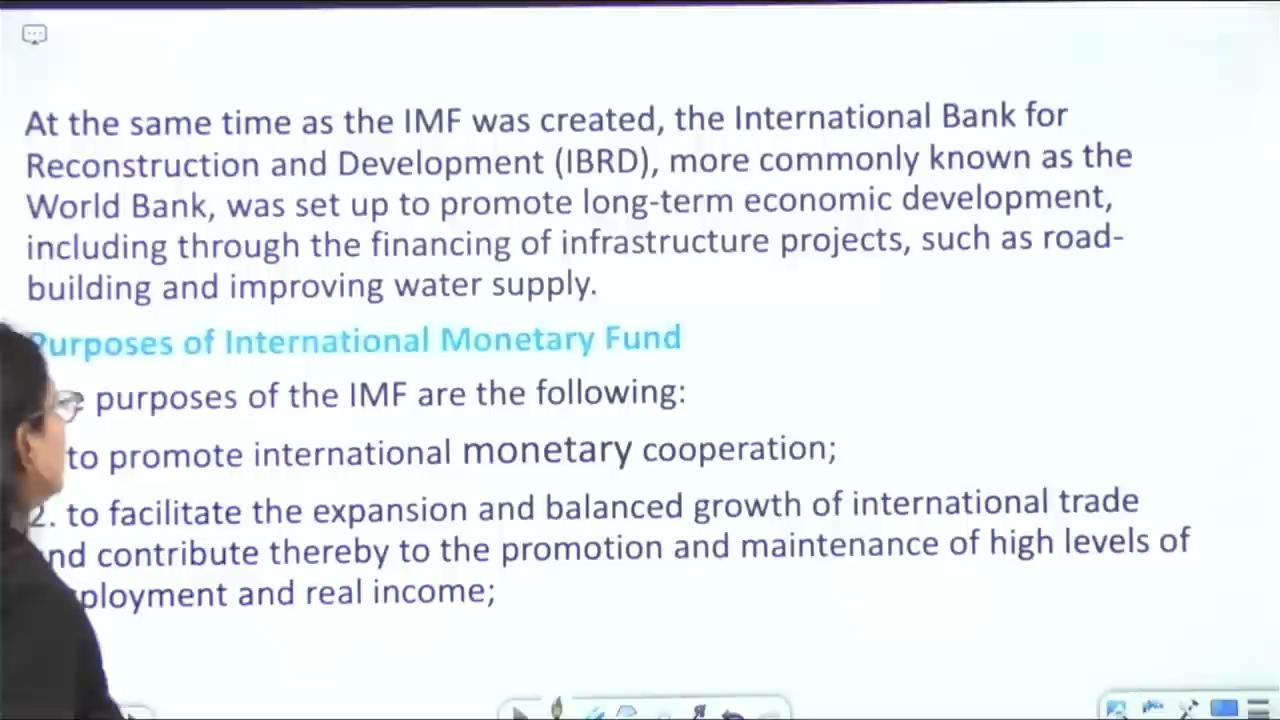 At the same time as the IMF was created, the International Bank for
Reconstruction and Development (IBRD), more commonly known as the
World Bank, was set up to promote long-term economic development,
including through the financing of infrastructure projects, such as road-
building and improving water supply.
Purposes of International Monetary Fund
purposes of the IMF are the following:
to promote international monetary cooperation;
2. to facilitate the expansion and balanced growth of international trade
nd contribute thereby to the promotion and maintenance of high levels of
ployment and real income;